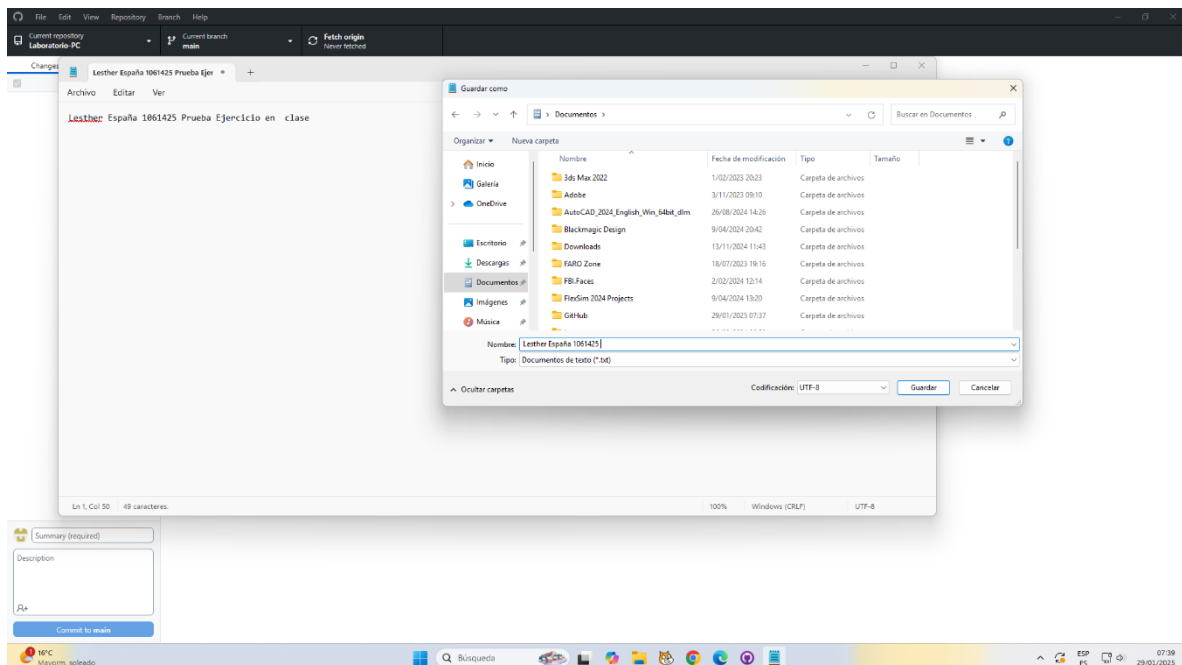 File Edit View Repository Branch Help
Current repository
Laboratorio-PC
Current branch
main
Fetch origin
Never fetched
Changes
Lesther España 1061425 Prueba Ejer
Archivo Editar Ver
Lesther España 1061425 Prueba Ejercicio en  clase
Guardar como
Documentos
Buscar en Documentos
Organizar Nueva carpeta
Nombre Fecha de modificación Tipo Tamaño
Inicio
Galería
OneDrive
Escritorio
Descargas
Documentos
Imágenes
Música
3ds Max 2022 1/02/2023 20:23 Carpeta de archivos
Adobe 3/11/2023 09:10 Carpeta de archivos
AutoCAD_2024_English_Win_64bit_dlm 26/08/2024 14:26 Carpeta de archivos
Blackmagic Design 9/04/2024 20:42 Carpeta de archivos
Downloads 13/11/2024 11:43 Carpeta de archivos
FARO Zone 18/07/2023 19:16 Carpeta de archivos
FBI.Faces 2/02/2024 12:14 Carpeta de archivos
FlexSim 2024 Projects 9/04/2024 13:20 Carpeta de archivos
GitHub 29/01/2025 07:37 Carpeta de archivos
Nombre: Lesther España 1061425
Tipo: Documentos de texto (*.txt)
Ocultar carpetas
Codificación: UTF-8 Guardar Cancelar
Ln 1, Col 50 49 caracteres. 100% Windows (CRLF) UTF-8
Summary (required)
Description
Commit to main
1
16°C
Mayorm. soleado
Búsqueda
ESP
ES
07:39
29/01/2025